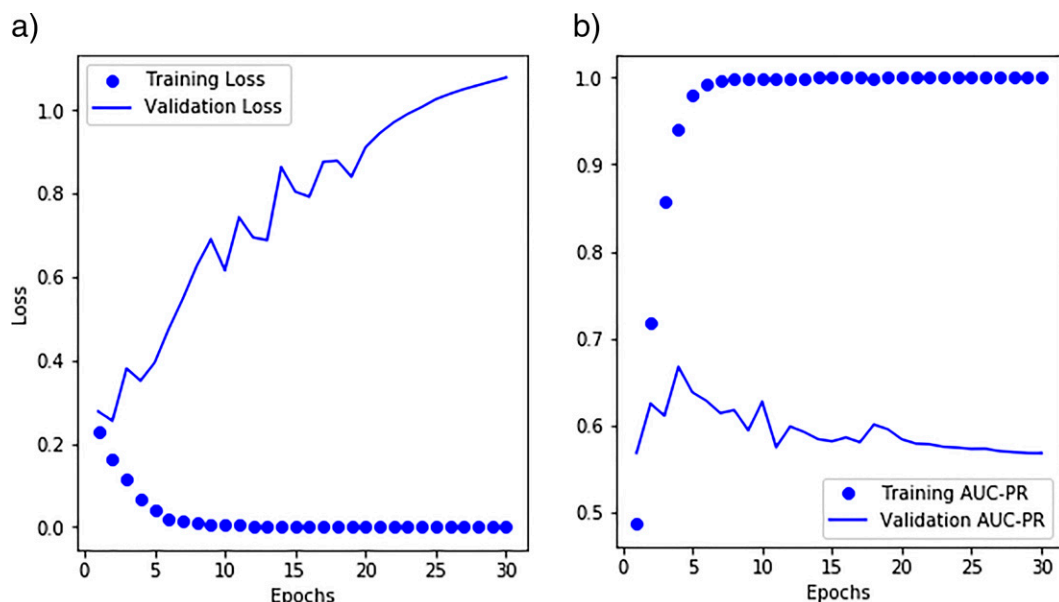 a)
Training Loss
Validation Loss
1.0
0.8
0.6
0.4
0.2
0.0
Loss
0 5 10 15 20 25 30
Epochs
b)
1.0
0.9
0.8
0.7
0.6
0.5
Training AUC-PR
Validation AUC-PR
0 5 10 15 20 25 30
Epochs